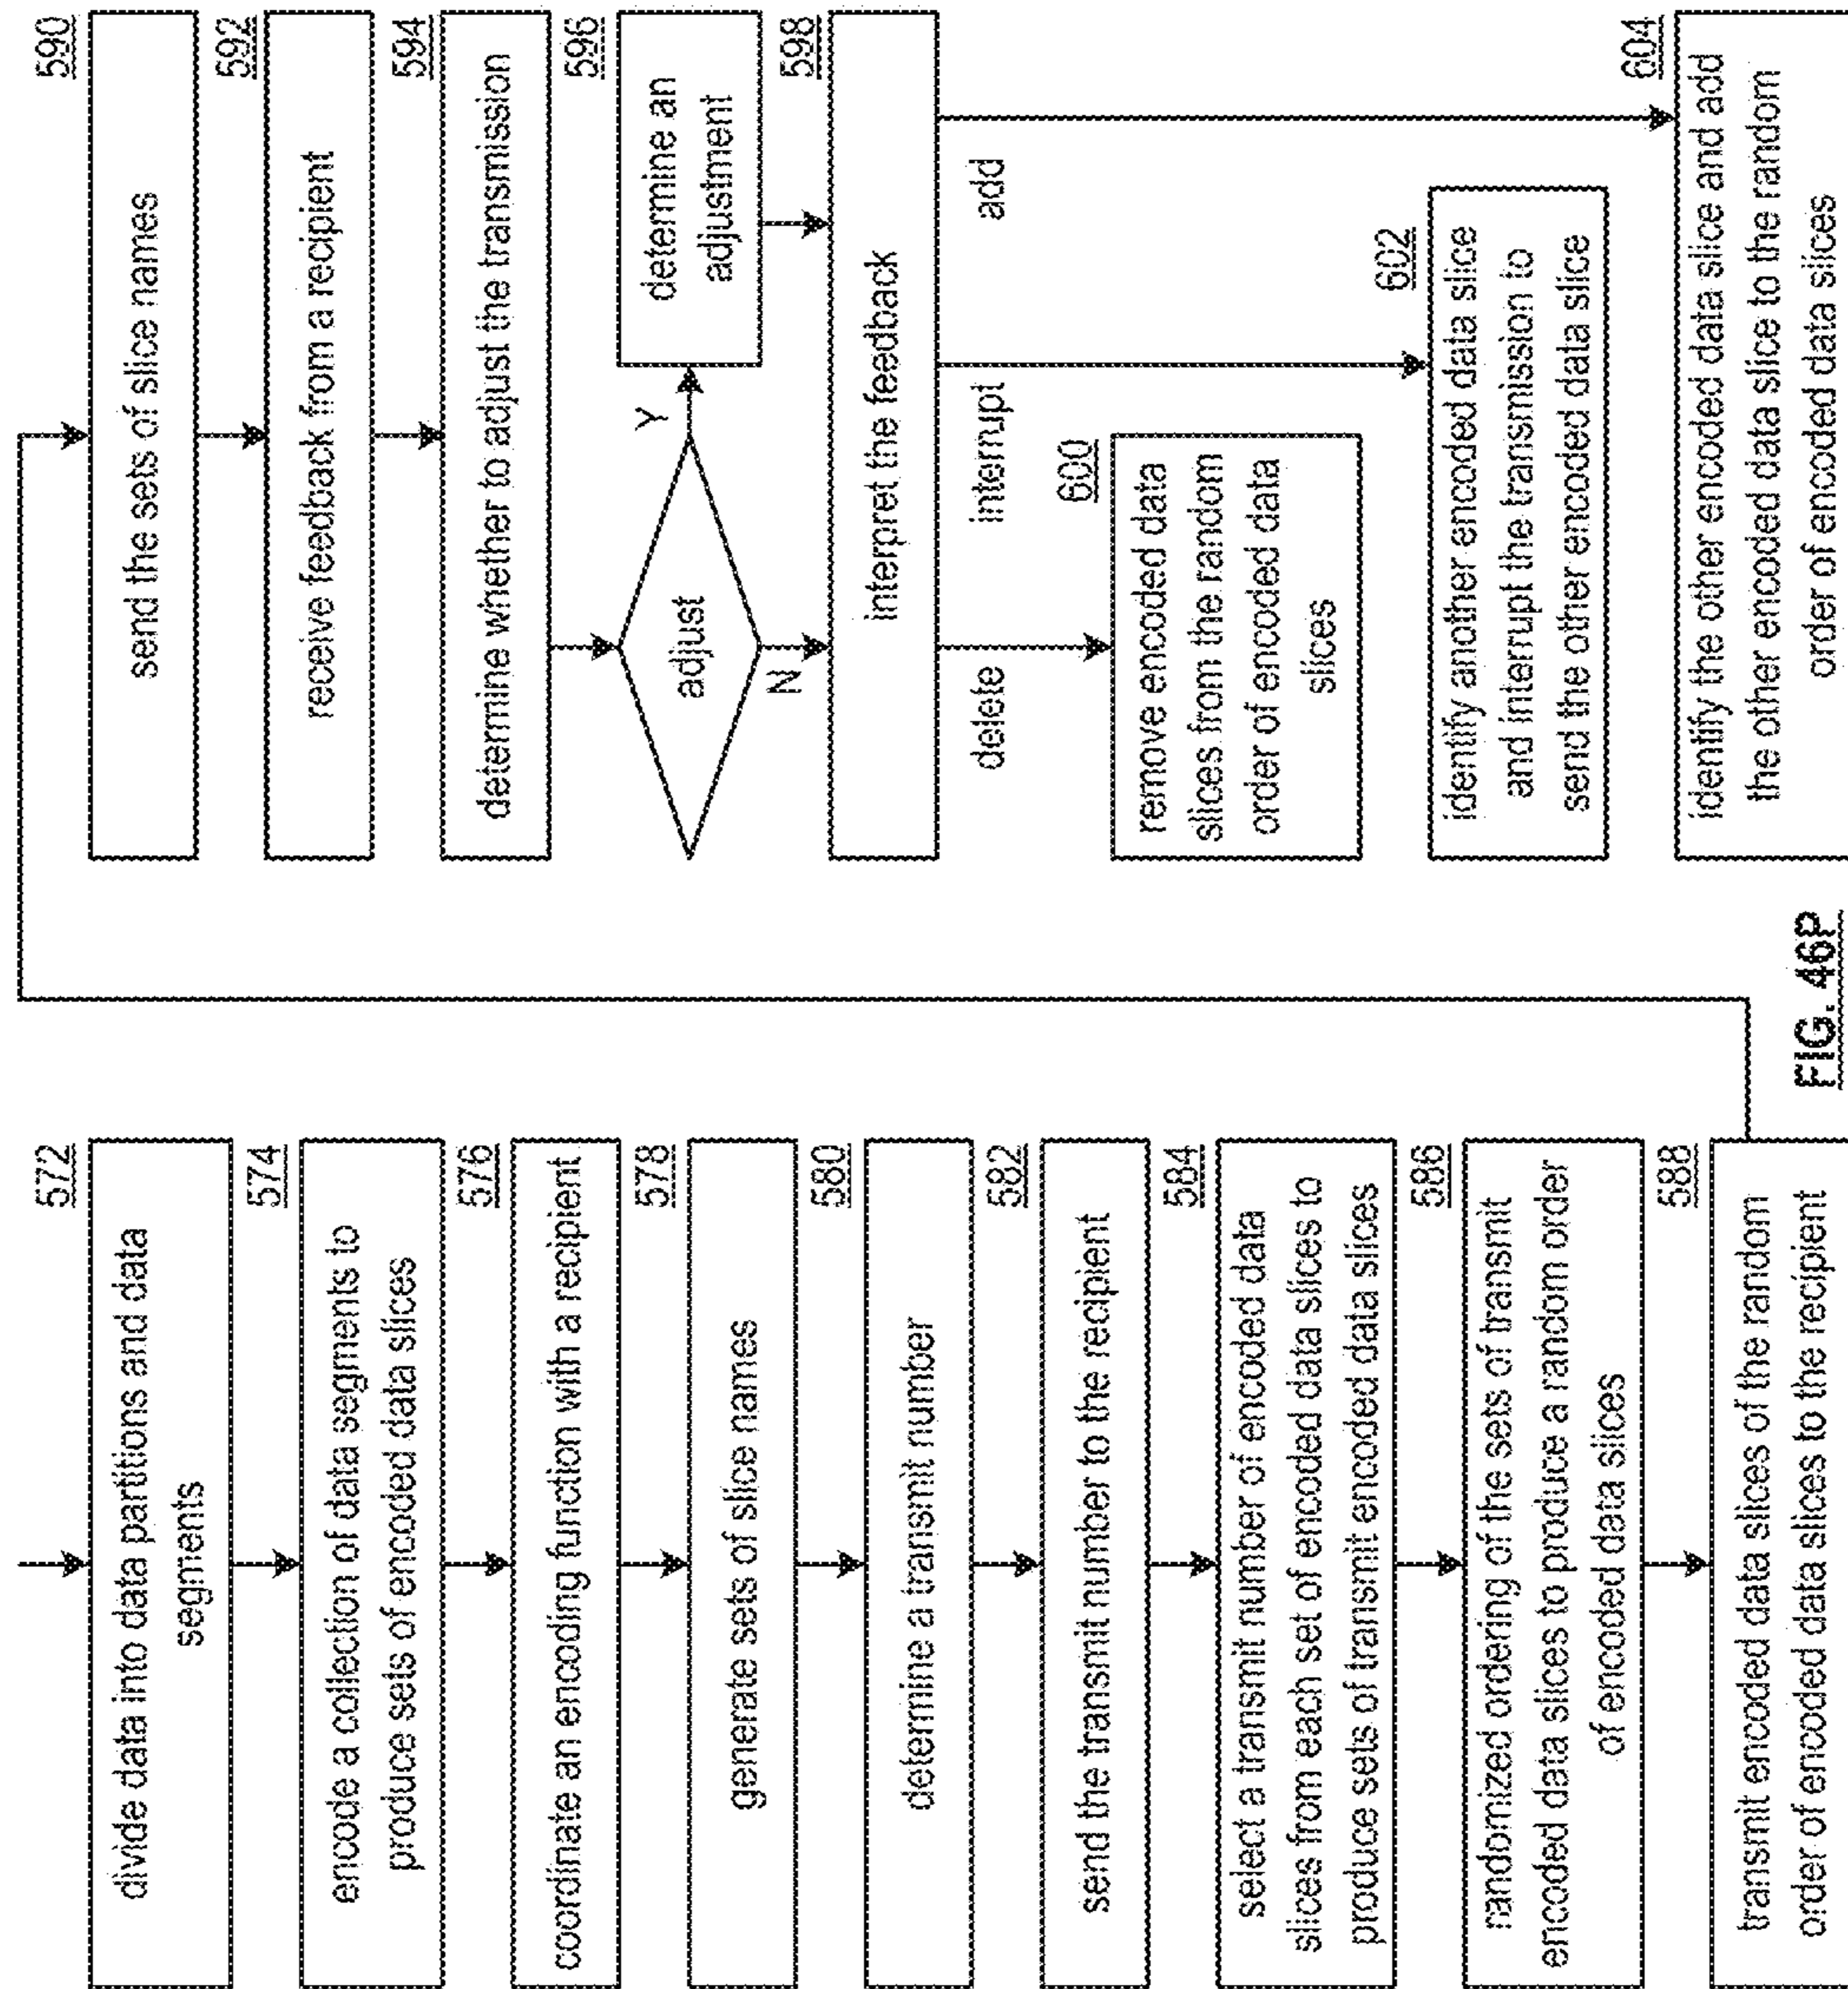 572
divide data into data partitions and data
segments
574
encode a collection of data segments to
produce sets of encoded data slices
576
coordinate an encoding function with a recipient
578
generate sets of slice names
580
determine a transmit number
582
send the transmit number to the recipient
584
select a transmit number of encoded data
slices from each set of encoded data slices to
produce sets of transmit encoded data slices
586
randomized ordering of the sets of transmit
encoded data slices to produce a random order
of encoded data slices
588
transmit encoded data slices of the random
order of encoded data slices to the recipient
590
send the sets of slice names
592
receive feedback from a recipient
594
determine whether to adjust the transmission
adjust
Y
N
596
determine an
adjustment
598
interpret the feedback
delete
interrupt
add
600
remove encoded data
slices from the random
order of encoded data
slices
602
identify another encoded data slice
and interrupt the transmission to
send the other encoded data slice
604
identify the other encoded data slice and add
the other encoded data slice to the random
order of encoded data slices
FIG. 46P